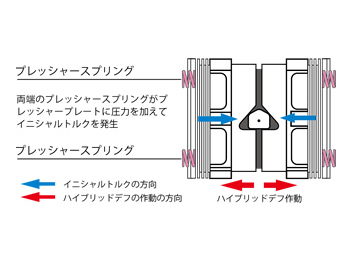 プレッシャースプリング
両端のプレッシャースプリングがプ
レッシャープレートに圧力を加えて
イニシャルトルクを発生
プレッシャースプリング
イニシャルトルクの方向
ハイブリッドデフの作動の方向
ハイブリッドデフ作動